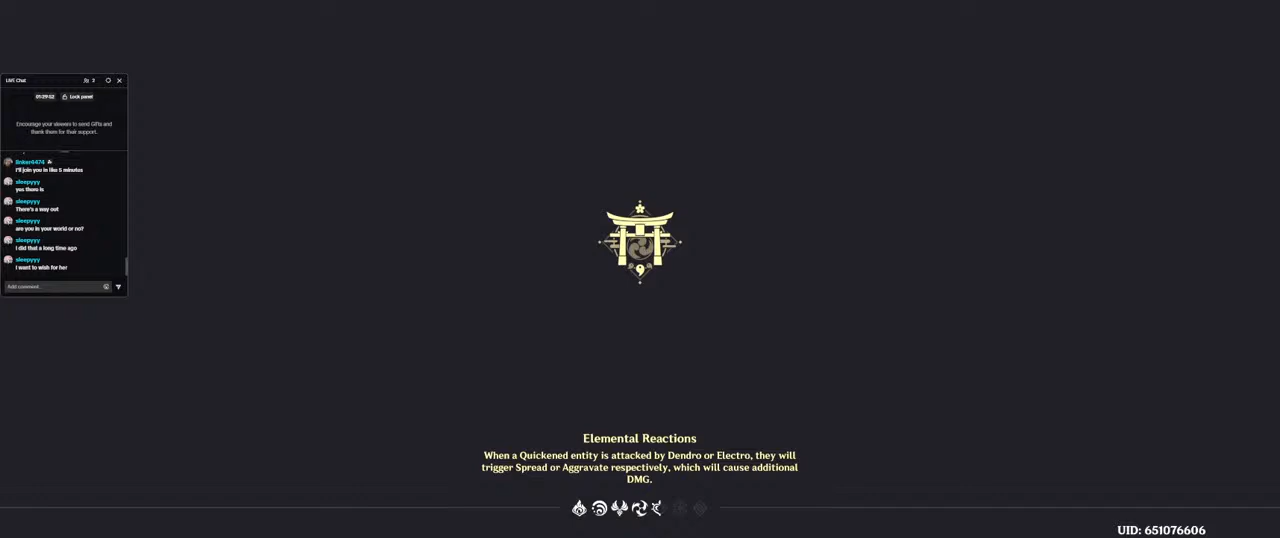 LIVE Chat
2
01:29:52 Lock panel
Encourage your viewers to send Gifts and
thank them for their support.
linker6474
I'll join you in like 5 minutes
sleepyyy
yes there is
sleepyyy
There's a way out
sleepyyy
are you in your world or no?
sleepyyy
I did that a long time ago
sleepyyy
I want to wish for her
Add comment...
Elemental Reactions
When a Quickened entity is attacked by Dendro or Electro, they will
trigger Spread or Aggravate respectively, which will cause additional
DMG.
UID: 651076606